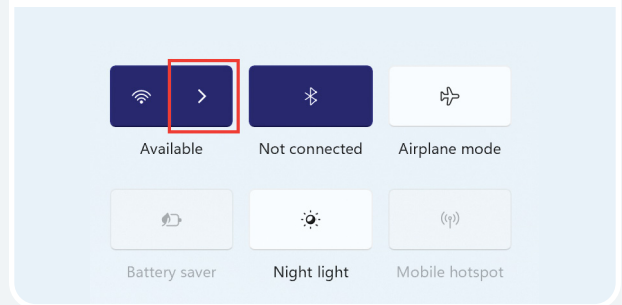 Available
Not connected
Airplane mode
Battery saver
Night light
Mobile hotspot